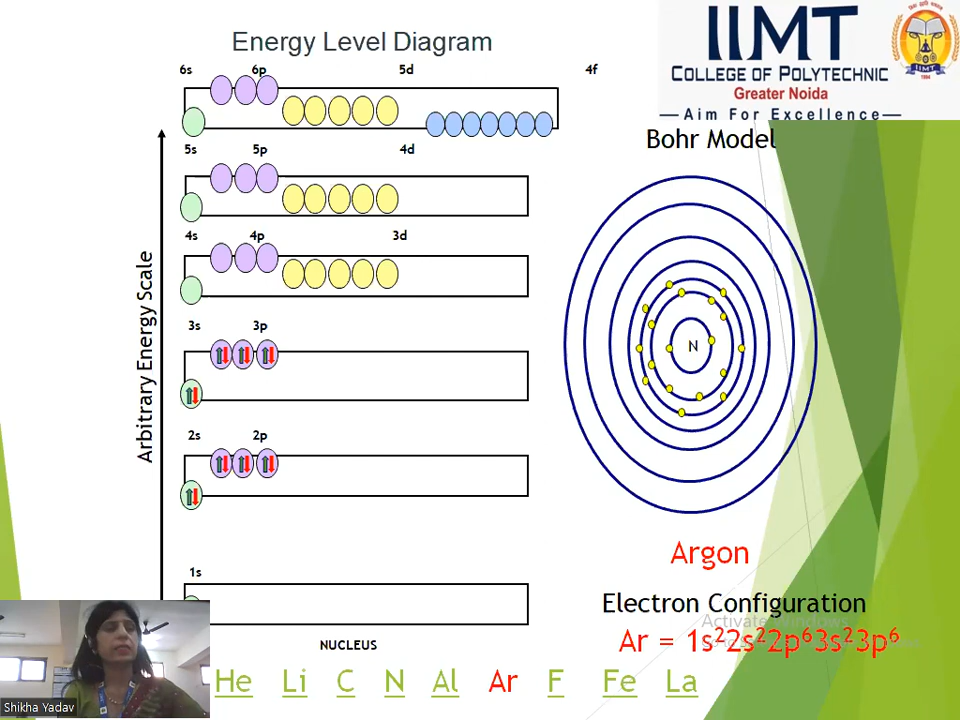 Energy Level Diagram
IIMT
COLLEGE OF POLYTECHNIC
Greater Noida
—Aim For Excellence—
IIMT
Bohr Model
6s 6p 5d 4f
5s 5p 4d
4s 4p 3d
3s 3p
2s 2p
1s
Arbitrary Energy Scale
NUCLEUS
N
Argon
Electron Configuration
Activate Windows
Ar = 1s²2s²2p⁶3s²3p⁶
He Li C N Al Ar F Fe La
Shikha Yadav